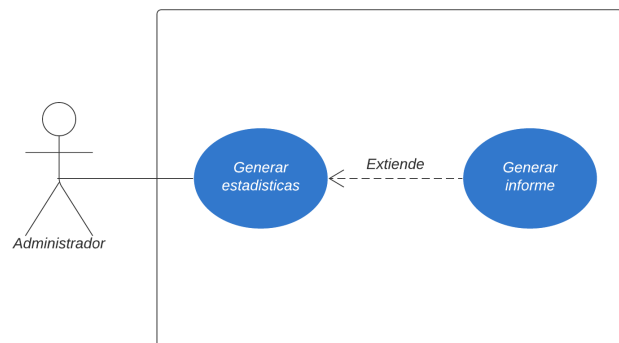 Generar
estadisticas
Extiende
Generar
informe
Administrador